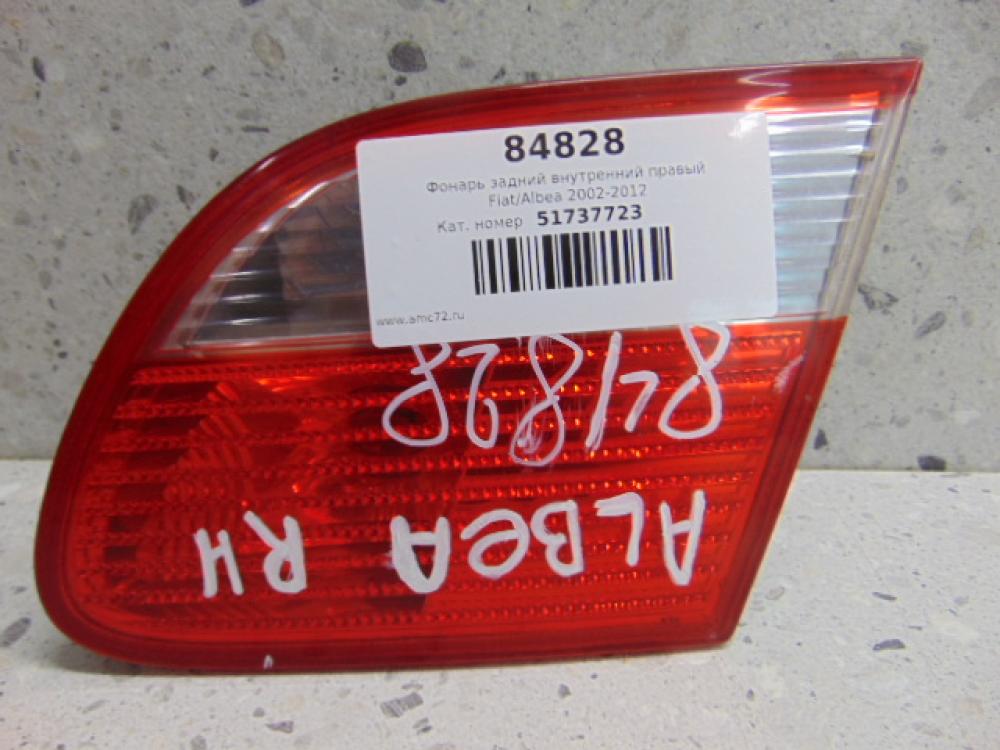 84828
Фонарь задний внутренний правый
Fiat/Albea 2002-2012
Кат. номер 51737723
www.amc72.ru
ALBeA RH
84828